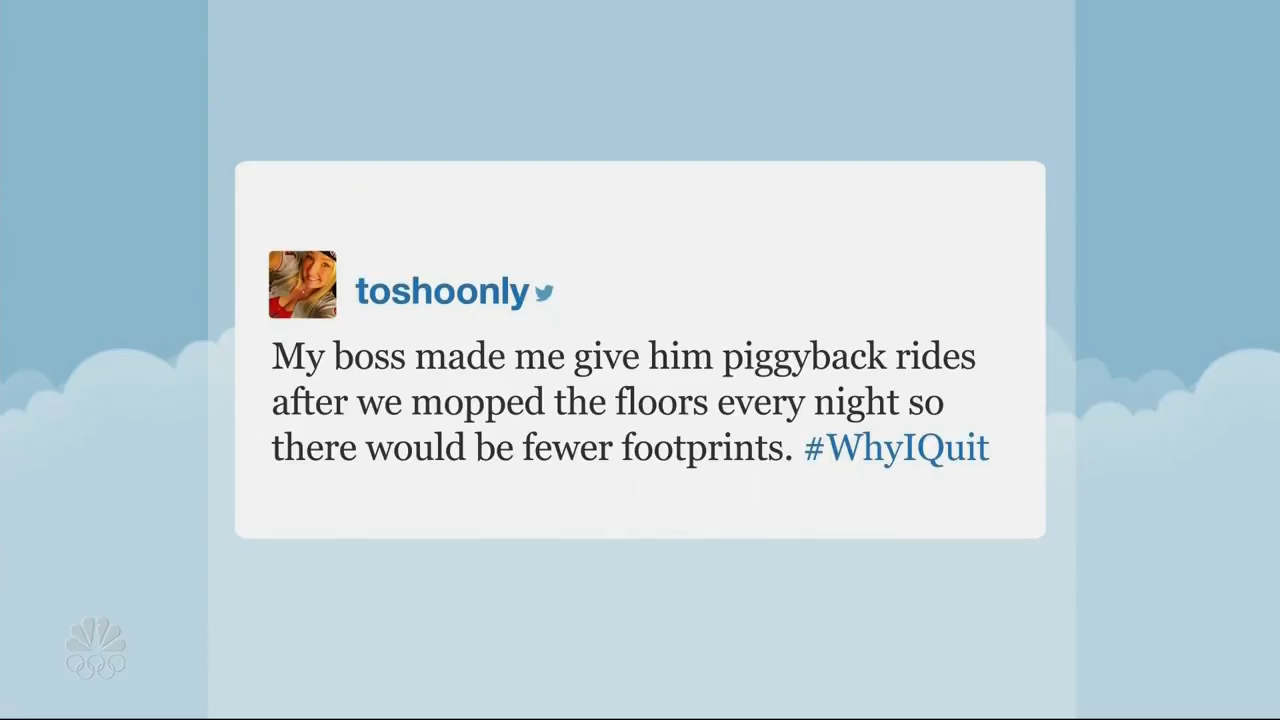 toshoonly
My boss made me give him piggyback rides
after we mopped the floors every night so
there would be fewer footprints. #WhyIQuit